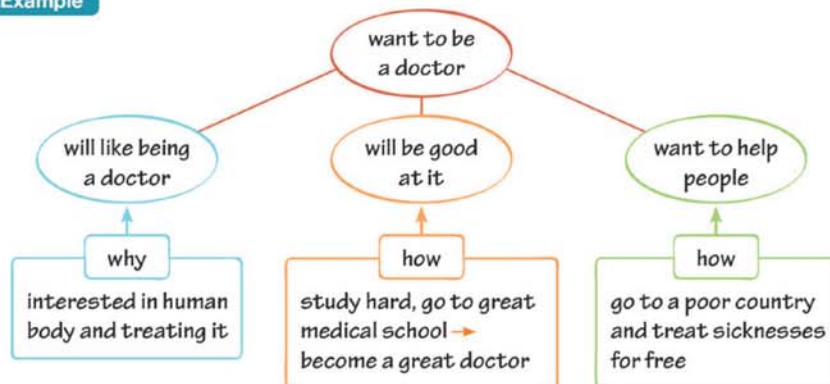 Example
want to be
a doctor
will like being
a doctor
will be good
at it
want to help
people
why
how
how
interested in human
body and treating it
study hard, go to great
medical school →
become a great doctor
go to a poor country
and treat sicknesses
for free